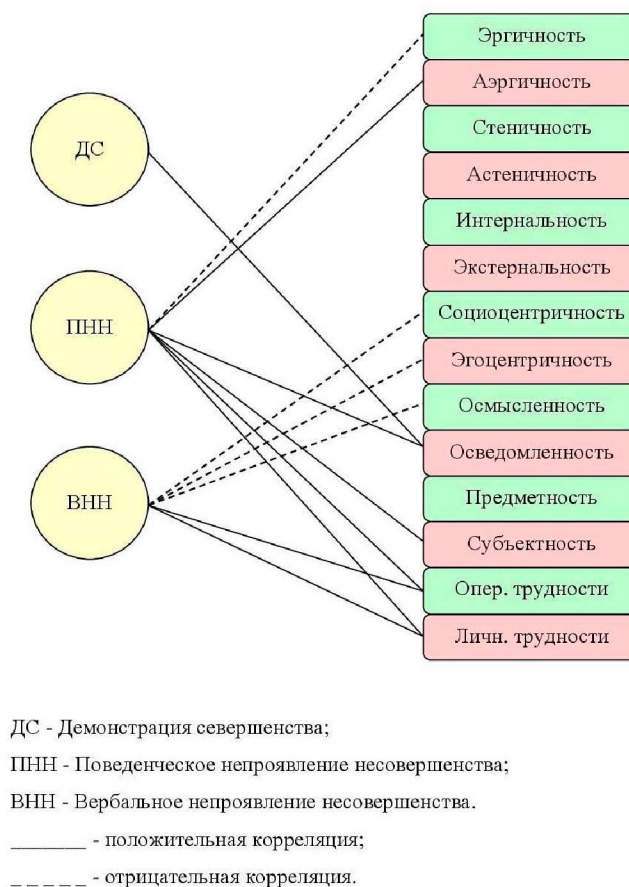 Эргичность
Аэргичность
ДС
Стеничность
Астеничность
Интернальность
Экстернальность
ПНН
Социоцентричность
Эгоцентричность
Осмысленность
Осведомленность
ВНН
Предметность
Субъектность
Опер. трудности
Личн. трудности
ДС - Демонстрация севершенства;
ПНН - Поведенческое непроявление несовершенства;
ВНН - Вербальное непроявление несовершенства.
_______ - положительная корреляция;
_ _ _ _ _ - отрицательная корреляция.